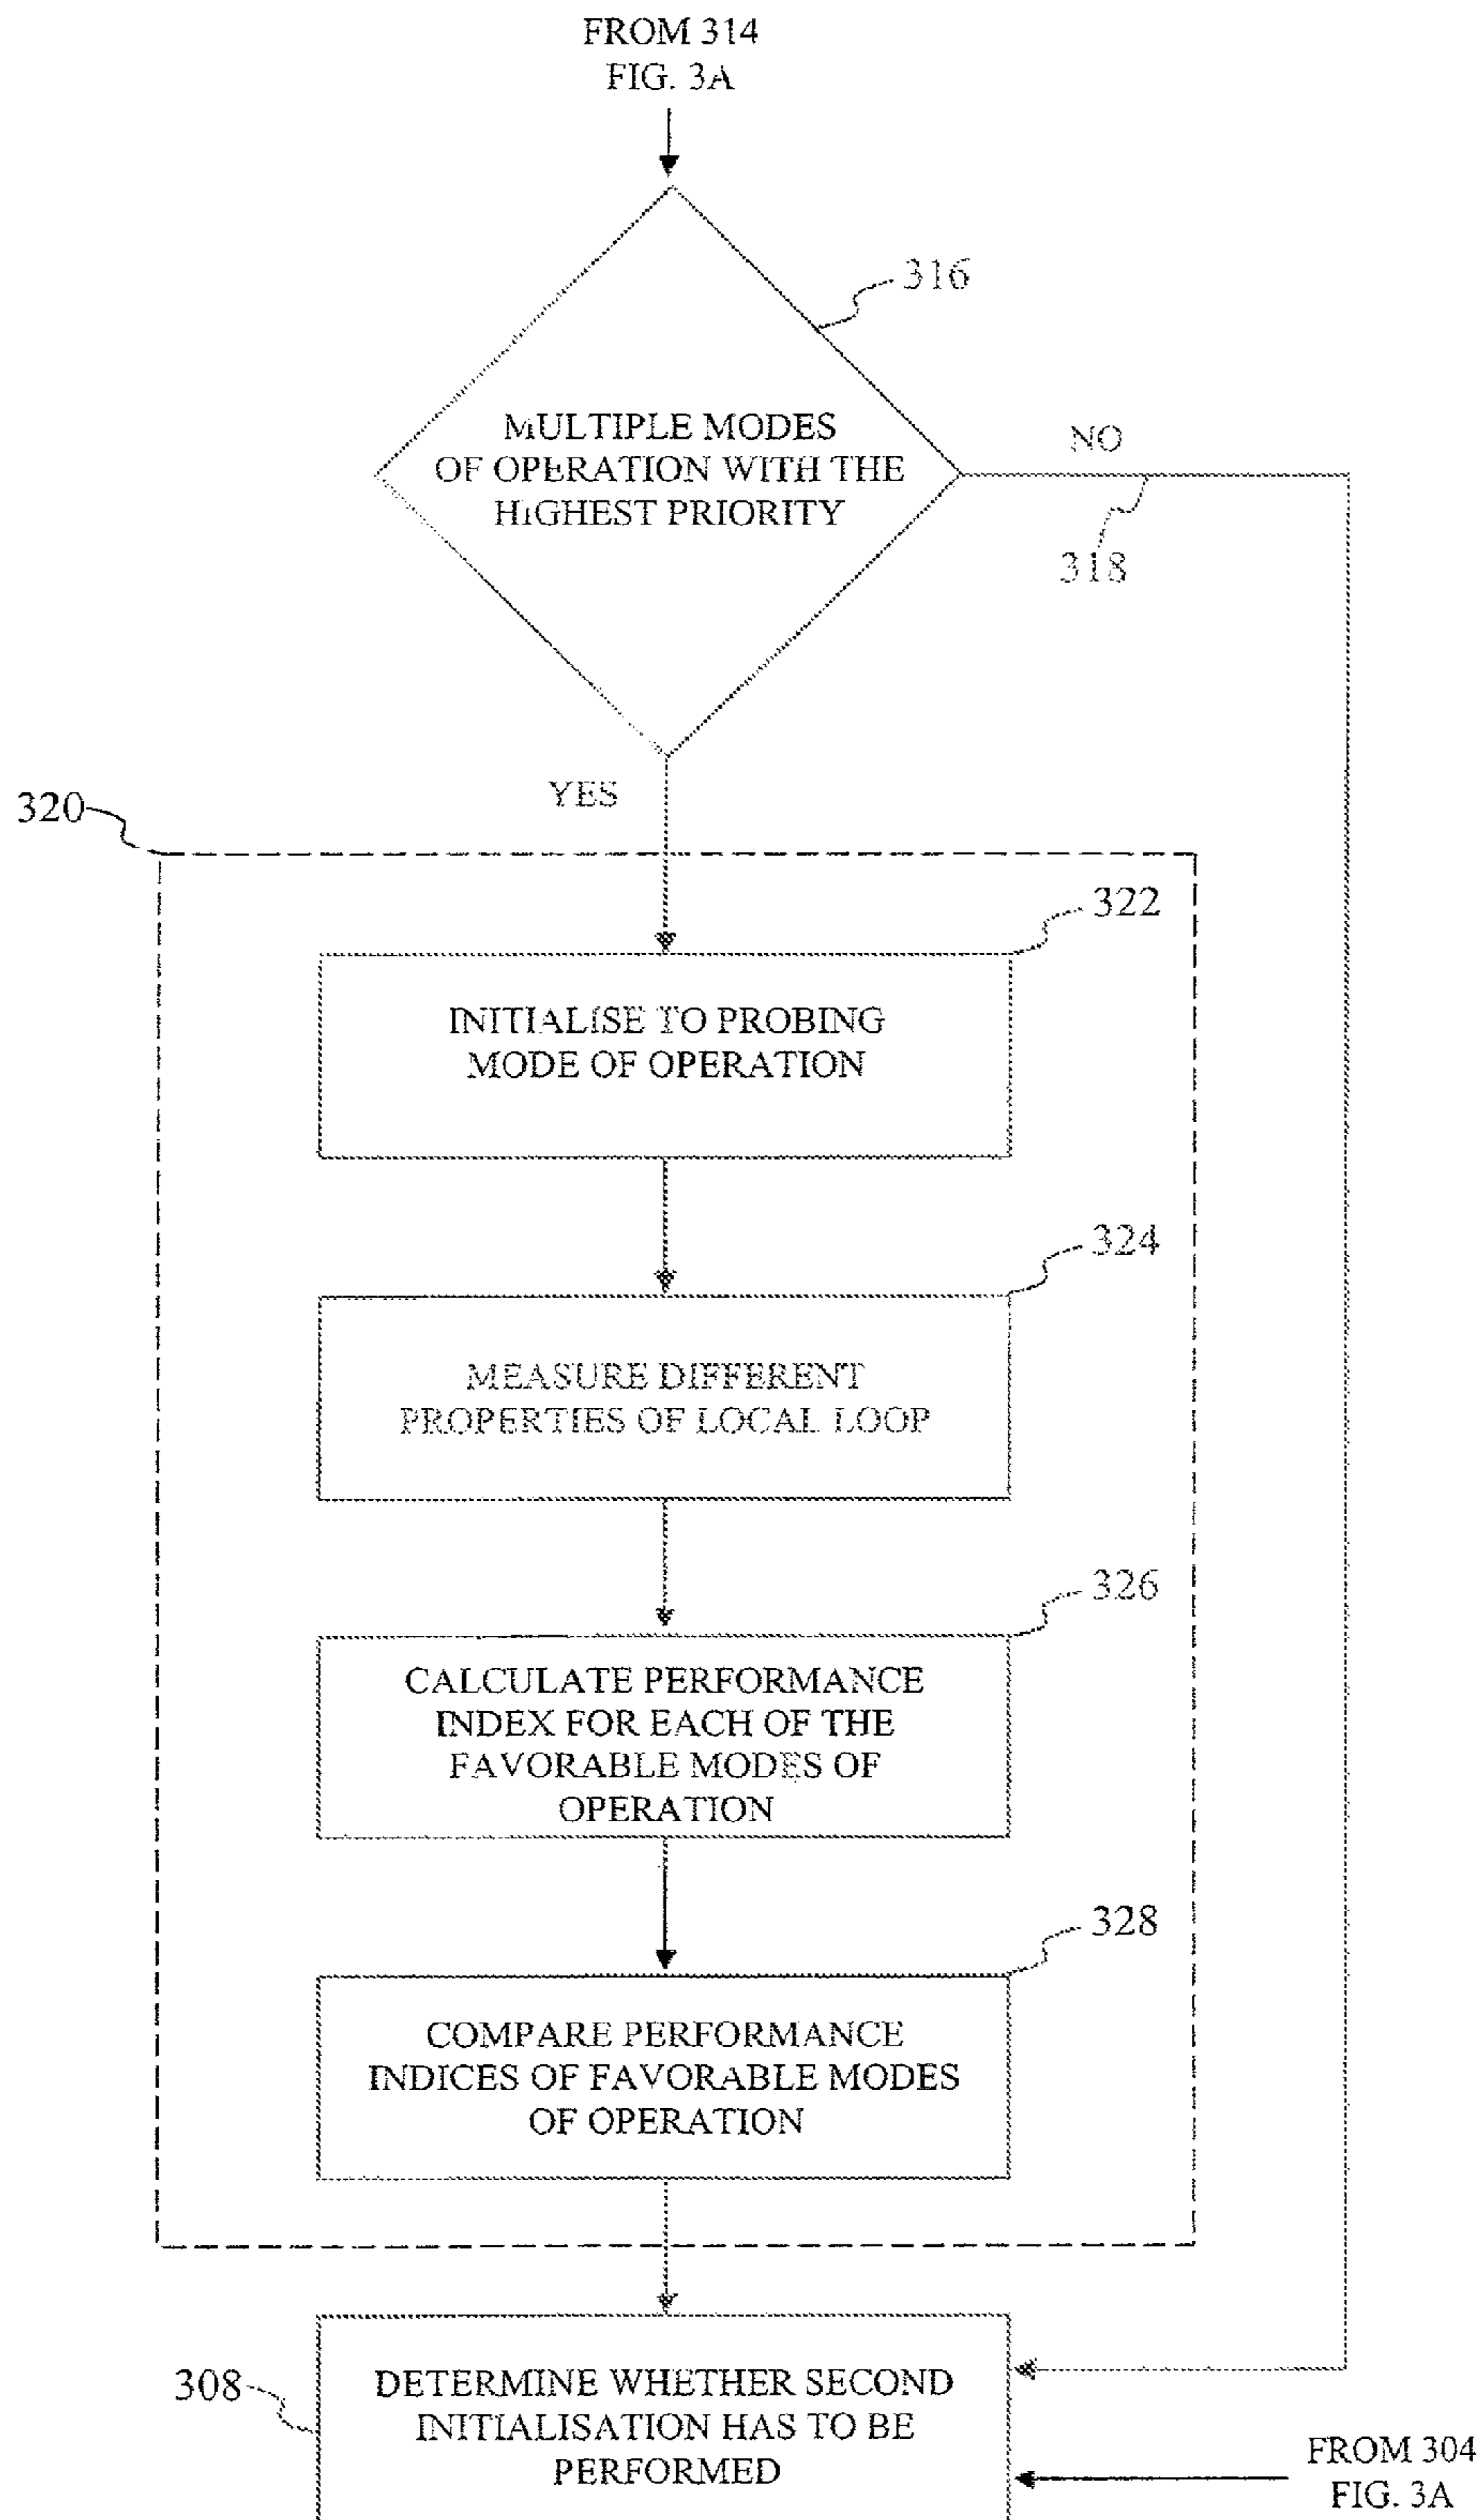 FROM 314
FIG. 3A
316
MULTIPLE MODES
OF OPERATION WITH THE
HIGHEST PRIORITY
NO
318
YES
320
322
INITIALISE TO PROBING
MODE OF OPERATION
324
MEASURE DIFFERENT
PROPERTIES OF LOCAL LOOP
326
CALCULATE PERFORMANCE
INDEX FOR EACH OF THE
FAVORABLE MODES OF
OPERATION
328
COMPARE PERFORMANCE
INDICES OF FAVORABLE MODES
OF OPERATION
308
DETERMINE WHETHER SECOND
INITIALISATION HAS TO BE
PERFORMED
FROM 304
FIG. 3A